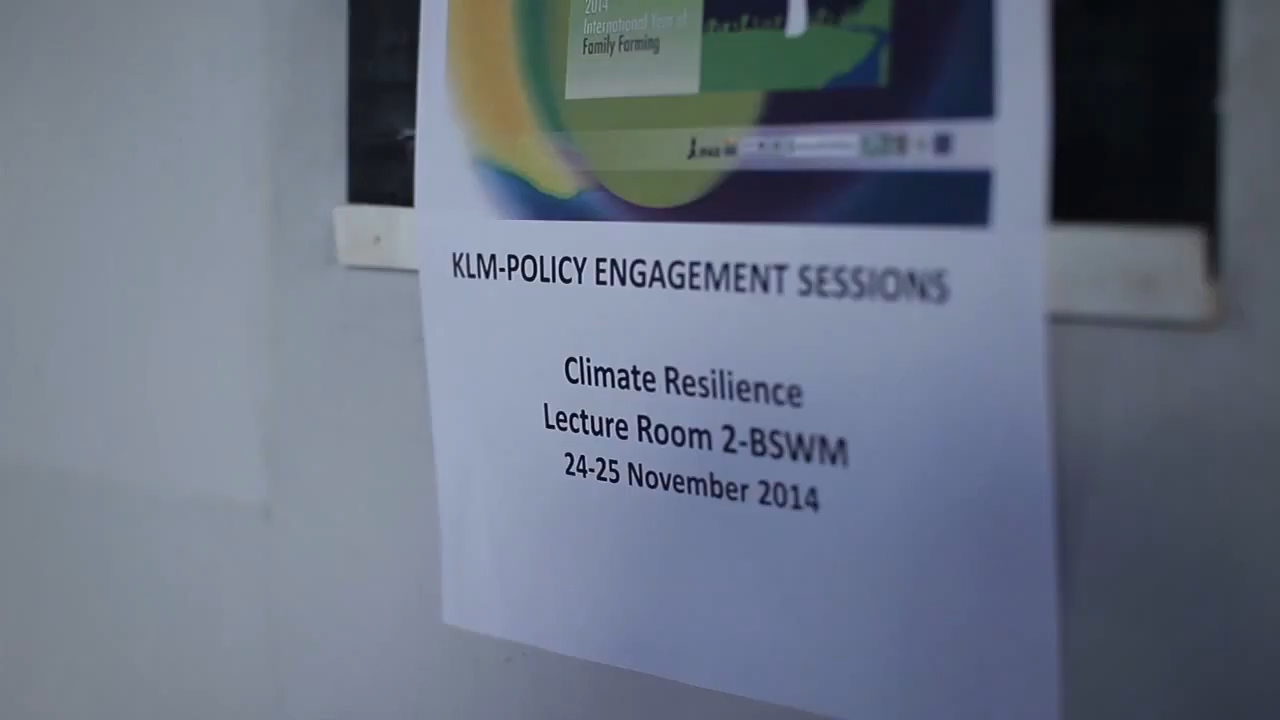 2014
International Year of
Family Farming
KLM-POLICY ENGAGEMENT SESSIONS
Climate Resilience
Lecture Room 2-BSWM
24-25 November 2014